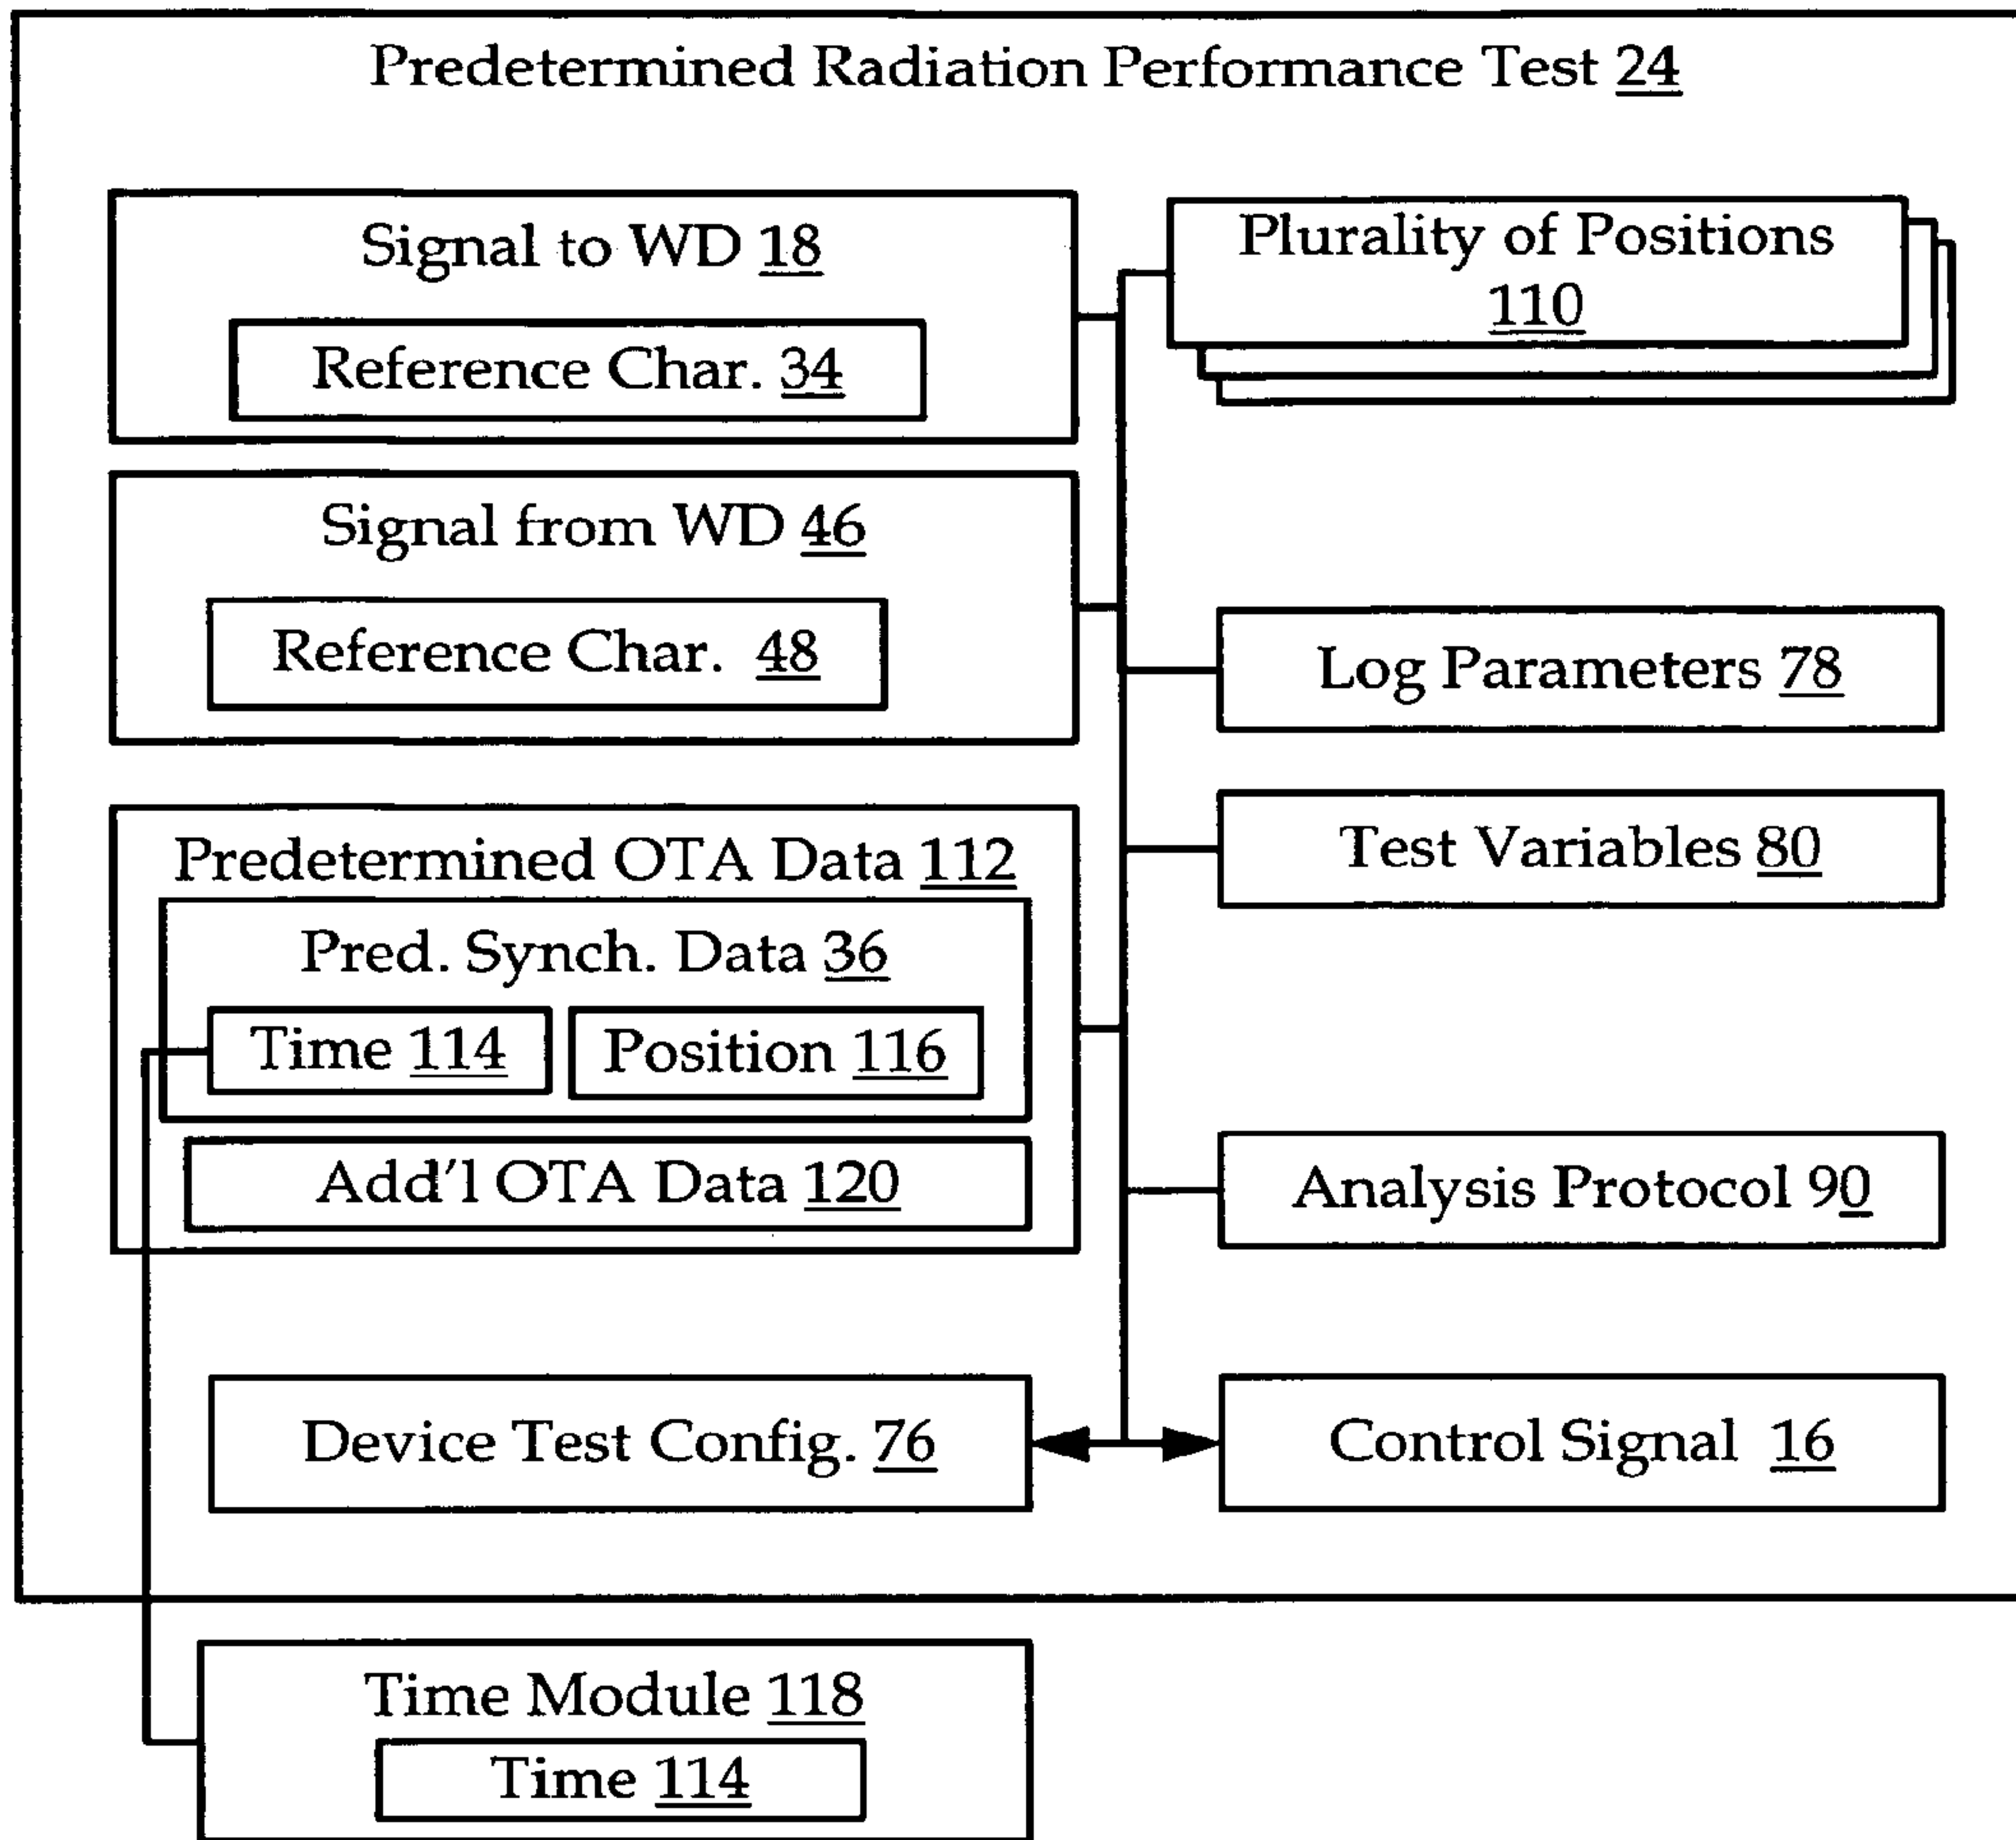 Predetermined Radiation Performance Test 24
Signal to WD 18
Reference Char. 34
Plurality of Positions
110
Signal from WD 46
Reference Char. 48
Log Parameters 78
Predetermined OTA Data 112
Test Variables 80
Pred. Synch. Data 36
Time 114
Position 116
Add'l OTA Data 120
Analysis Protocol 90
Device Test Config. 76
Control Signal 16
Time Module 118
Time 114